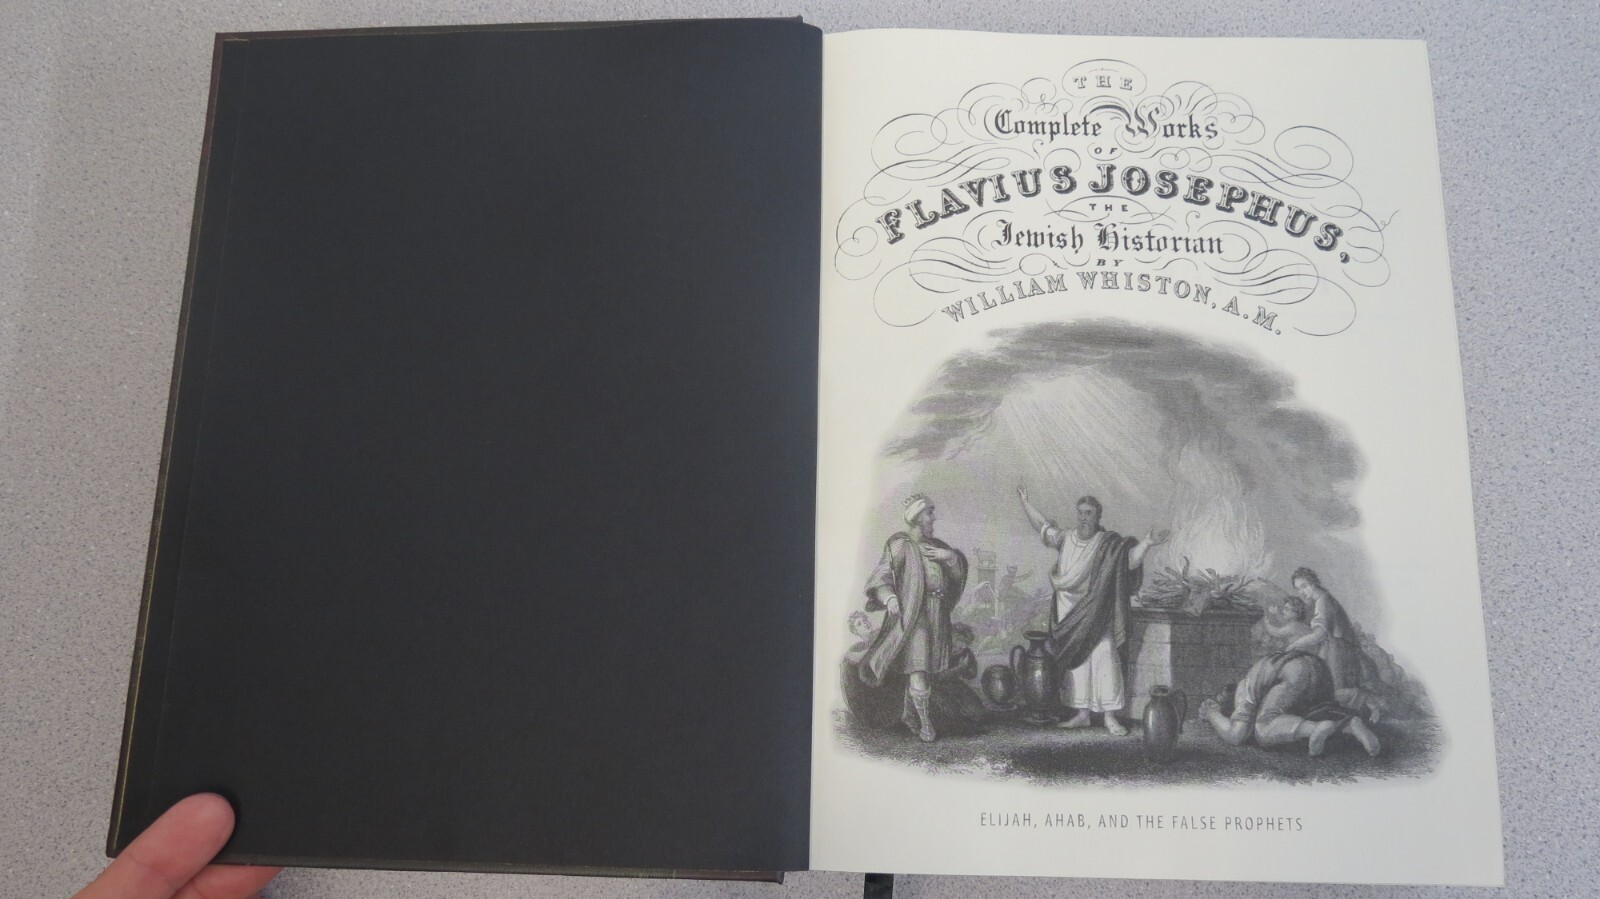 THE
Complete Works
OF
FLAVIUS JOSEPHUS,
THE
Jewish Historian
BY
WILLIAM WHISTON, A.M.
ELIJAH, AHAB, AND THE FALSE PROPHETS